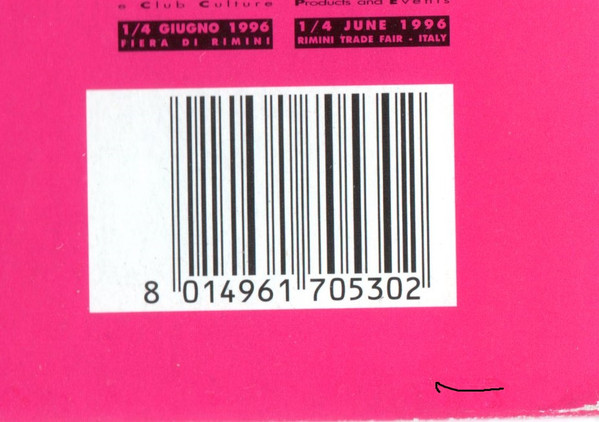 e Club Culture
Products and Events
1/4 GIUGNO 1996
FIERA DI RIMINI
1/4 JUNE 1996
RIMINI TRADE FAIR - ITALY
8 014961 705302